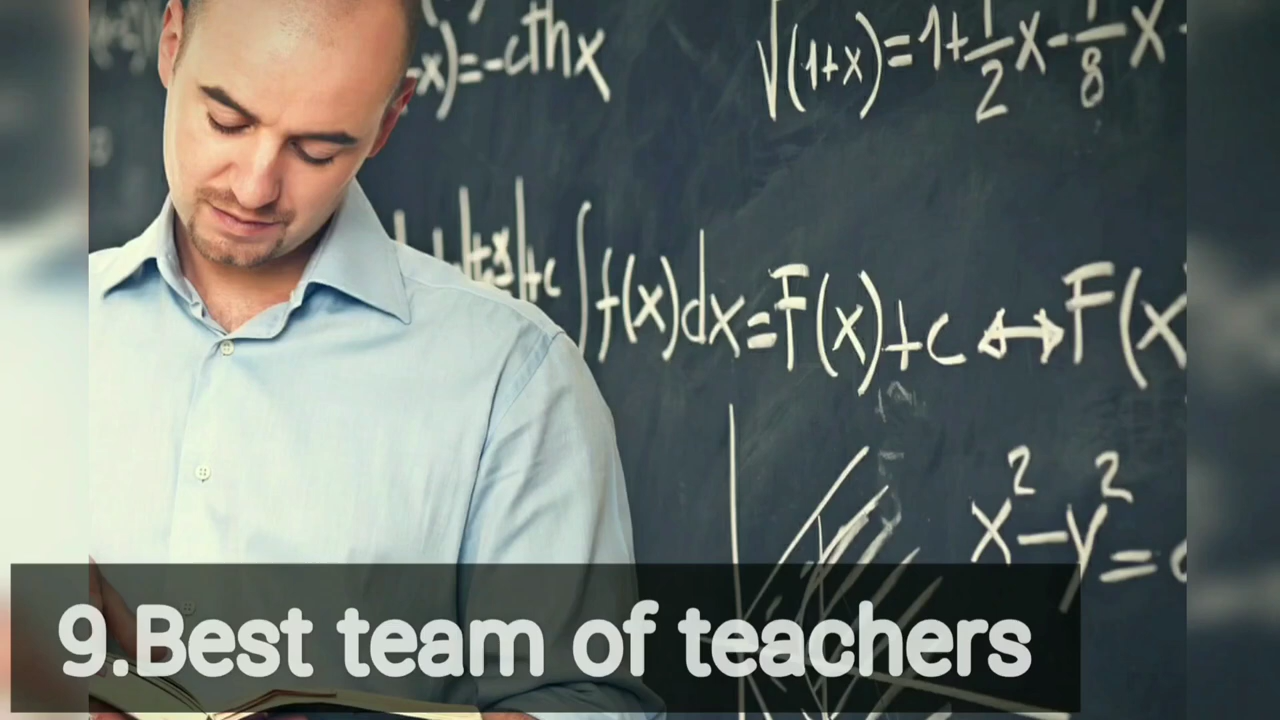 -x)=-cthx
√(1+x)=1+1/2x-1/8x-
∫f(x)dx=F(x)+c↔F(x
x²-y²=
9.Best team of teachers